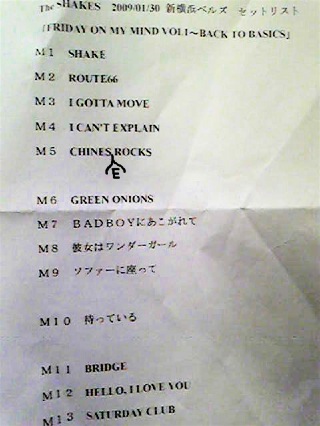 The SHAKES 2009/01/30 新横浜ベルズ セットリスト
「FRIDAY ON MY MIND VOL1～BACK TO BASICS」
M1 SHAKE
M2 ROUTE66
M3 I GOTTA MOVE
M4 I CAN'T EXPLAIN
M5 CHINES ROCKS
E
M6 GREEN ONIONS
M7 BADBOYにあこがれて
M8 彼女はワンダーガール
M9 ソファーに座って
M10 待っている
M11 BRIDGE
M12 HELLO, I LOVE YOU
M13 SATURDAY CLUB